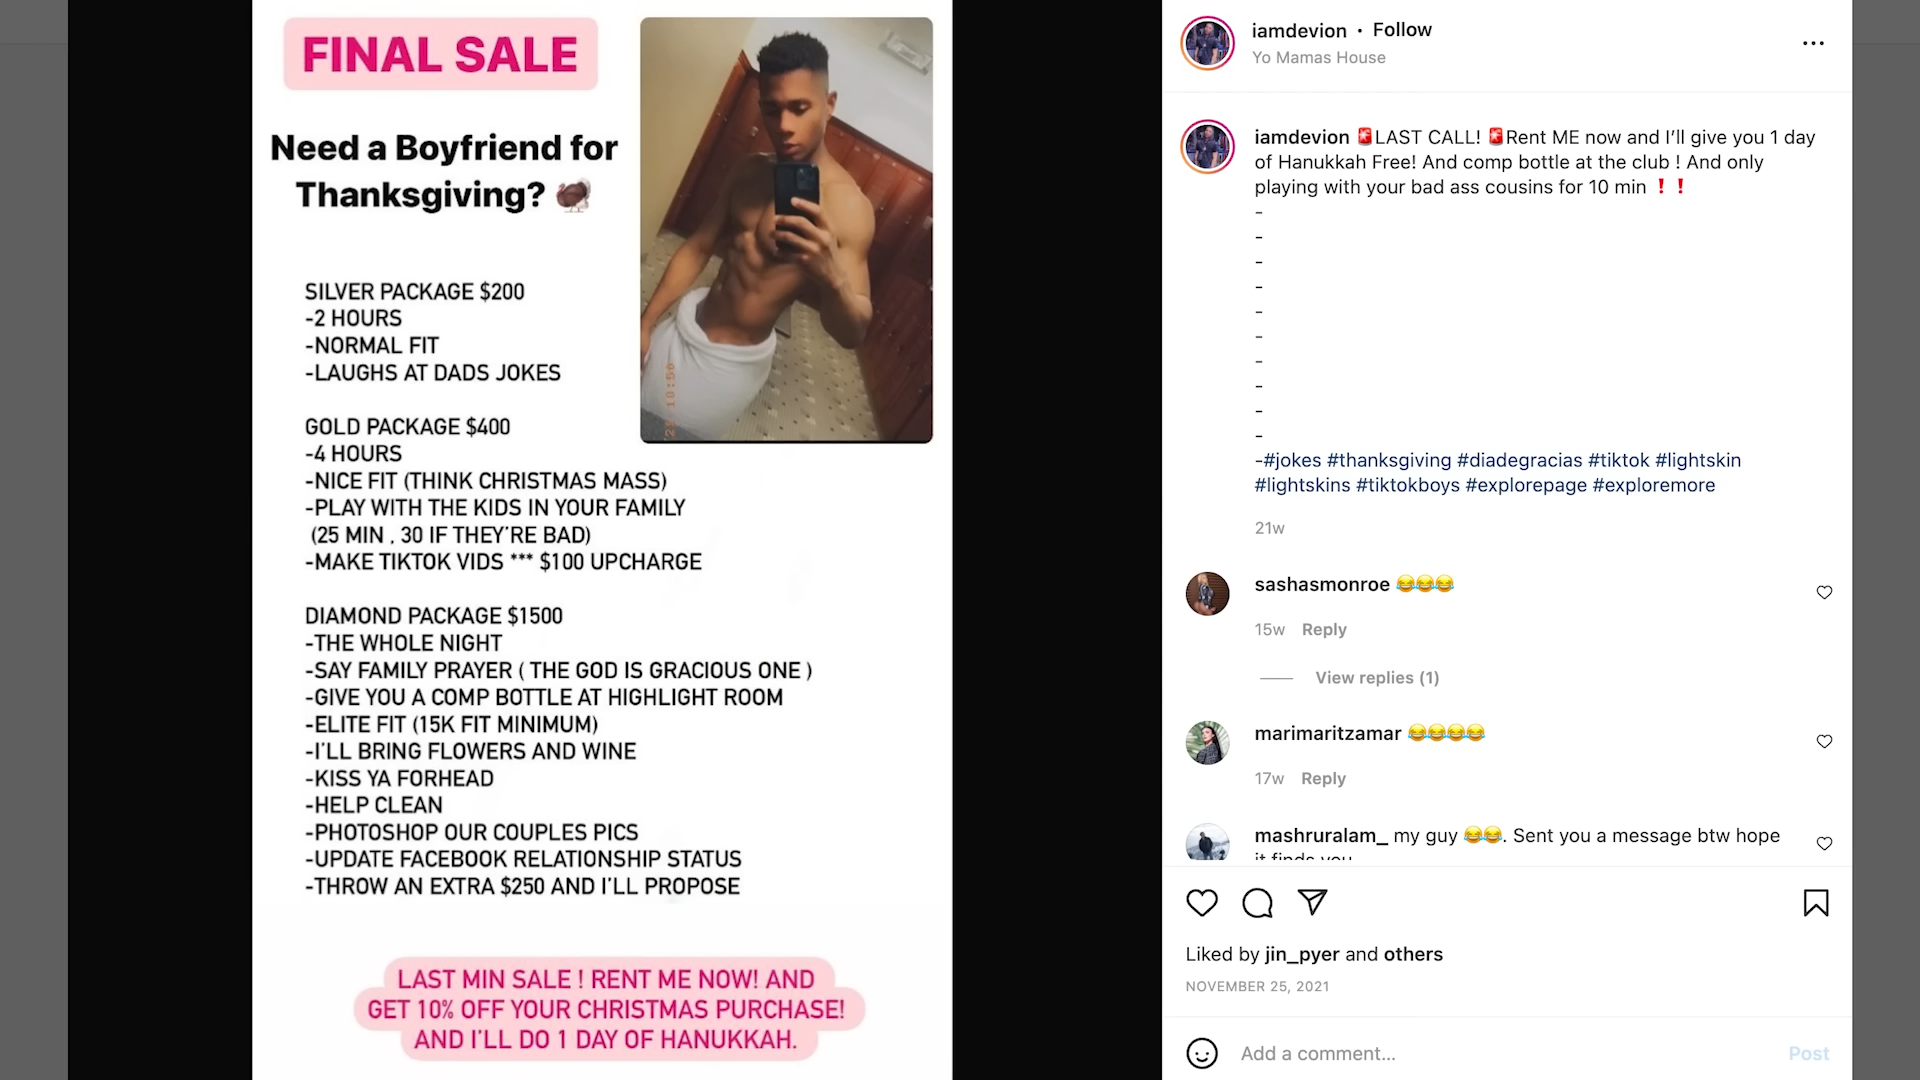 FINAL SALE
Need a Boyfriend for
Thanksgiving? 🦃
SILVER PACKAGE $200
-2 HOURS
-NORMAL FIT
-LAUGHS AT DADS JOKES
GOLD PACKAGE $400
-4 HOURS
-NICE FIT (THINK CHRISTMAS MASS)
-PLAY WITH THE KIDS IN YOUR FAMILY
(25 MIN , 30 IF THEY'RE BAD)
-MAKE TIKTOK VIDS *** $100 UPCHARGE
DIAMOND PACKAGE $1500
-THE WHOLE NIGHT
-SAY FAMILY PRAYER ( THE GOD IS GRACIOUS ONE )
-GIVE YOU A COMP BOTTLE AT HIGHLIGHT ROOM
-ELITE FIT (15K FIT MINIMUM)
-I'LL BRING FLOWERS AND WINE
-KISS YA FORHEAD
-HELP CLEAN
-PHOTOSHOP OUR COUPLES PICS
-UPDATE FACEBOOK RELATIONSHIP STATUS
-THROW AN EXTRA $250 AND I'LL PROPOSE
LAST MIN SALE ! RENT ME NOW! AND
GET 10% OFF YOUR CHRISTMAS PURCHASE!
AND I'LL DO 1 DAY OF HANUKKAH.
iamdevion • Follow
Yo Mamas House
iamdevion 🚨LAST CALL! 🚨Rent ME now and I'll give you 1 day
of Hanukkah Free! And comp bottle at the club ! And only
playing with your bad ass cousins for 10 min ❗❗
-
-
-
-
-
-
-
-
-
-
-#jokes #thanksgiving #diadegracias #tiktok #lightskin
#lightskins #tiktokboys #explorepage #exploremore
21w
sashasmonroe 😂😂😂
15w Reply
View replies (1)
marimaritzamar 😂😂😂😂
17w Reply
mashruralam_ my guy 😂😂. Sent you a message btw hope
it finds you
Liked by jin_pyer and others
NOVEMBER 25, 2021
Add a comment...
Post